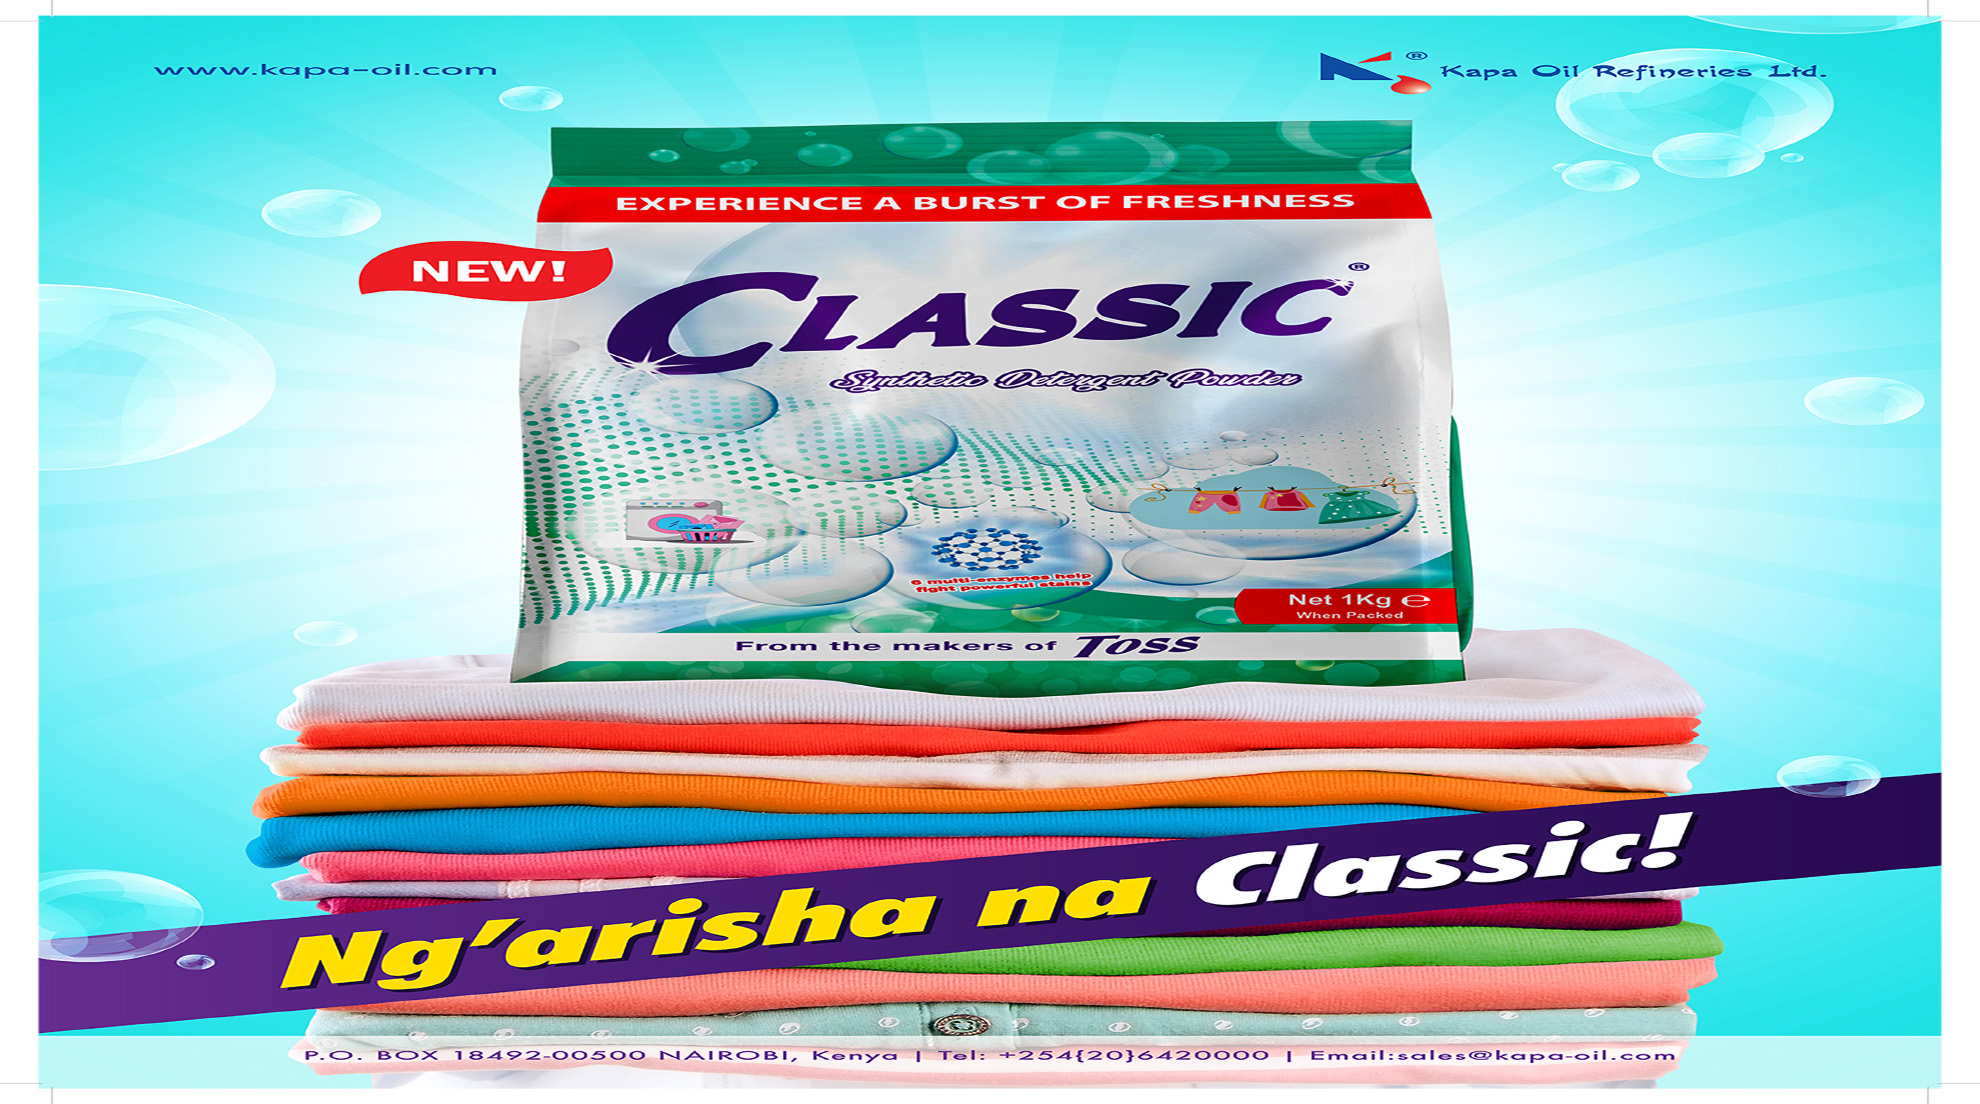 www.kapa-oil.com
® Kapa Oil Refineries Ltd.
EXPERIENCE A BURST OF FRESHNESS
NEW!
CLASSIC®
Synthetic Detergent Powder
6 multi-enzymes help
fight powerful stains
Net 1Kg ℮
When Packed
From the makers of Toss
Ng'arisha na Classic!
P.O. BOX 18492-00500 NAIROBI, Kenya | Tel: +254{20}6420000 | Email:sales@kapa-oil.com